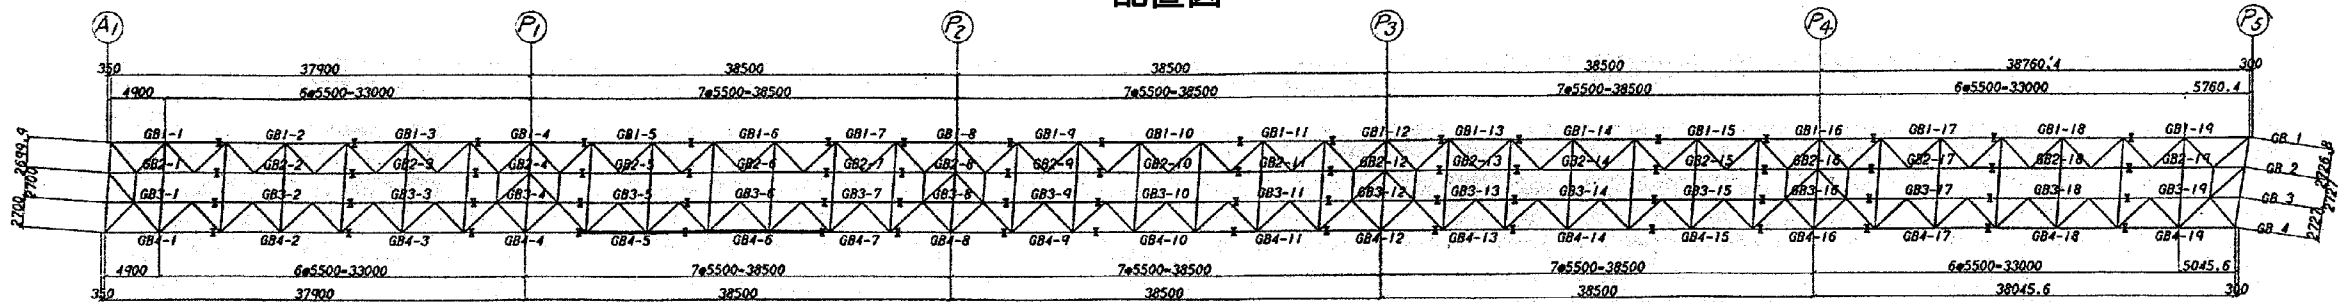 配置図
A1 P1 P2 P3 P4 P5
350 37900 38500 38500 38500 38760.4 300
4900 6@5500=33000 7@5500=38500 7@5500=38500 7@5500=38500 6@5500=33000 5760.4
GB1-1 GB1-2 GB1-3 GB1-4 GB1-5 GB1-6 GB1-7 GB1-8 GB1-9 GB1-10 GB1-11 GB1-12 GB1-13 GB1-14 GB1-15 GB1-16 GB1-17 GB1-18 GB1-19 GB 1
2699.9 2726.8
GB2-1 GB2-2 GB2-3 GB2-4 GB2-5 GB2-6 GB2-7 GB2-8 GB2-9 GB2-10 GB2-11 GB2-12 GB2-13 GB2-14 GB2-15 GB2-16 GB2-17 GB2-18 GB2-19 GB 2
2700 2727
GB3-1 GB3-2 GB3-3 GB3-4 GB3-5 GB3-6 GB3-7 GB3-8 GB3-9 GB3-10 GB3-11 GB3-12 GB3-13 GB3-14 GB3-15 GB3-16 GB3-17 GB3-18 GB3-19 GB 3
2700 2727
GB4-1 GB4-2 GB4-3 GB4-4 GB4-5 GB4-6 GB4-7 GB4-8 GB4-9 GB4-10 GB4-11 GB4-12 GB4-13 GB4-14 GB4-15 GB4-16 GB4-17 GB4-18 GB4-19 GB 4
4900 6@5500=33000 7@5500=38500 7@5500=38500 7@5500=38500 6@5500=33000 5045.6
350 37900 38500 38500 38500 38045.6 300